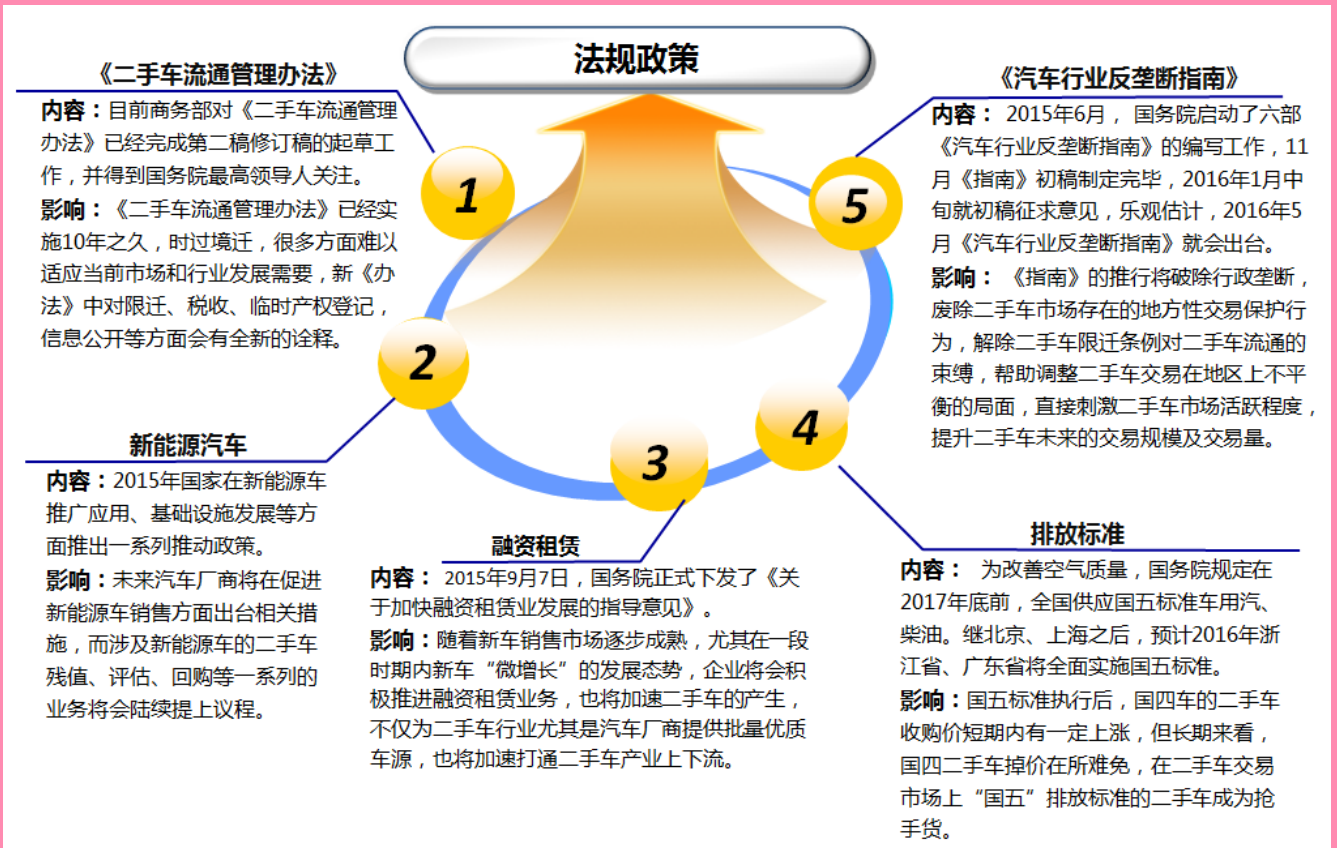 法规政策
《二手车流通管理办法》
内容：目前商务部对《二手车流通管理
办法》已经完成第二稿修订稿的起草工
作，并得到国务院最高领导人关注。
影响：《二手车流通管理办法》已经实
施10年之久，时过境迁，很多方面难以
适应当前市场和行业发展需要，新《办
法》中对限迁、税收、临时产权登记，
信息公开等方面会有全新的诠释。
1
2
新能源汽车
内容：2015年国家在新能源车
推广应用、基础设施发展等方
面推出一系列推动政策。
影响：未来汽车厂商将在促进
新能源车销售方面出台相关措
施，而涉及新能源车的二手车
残值、评估、回购等一系列的
业务将会陆续提上议程。
3
融资租赁
内容： 2015年9月7日，国务院正式下发了《关
于加快融资租赁业发展的指导意见》。
影响：随着新车销售市场逐步成熟，尤其在一段
时期内新车“微增长”的发展态势，企业将会积
极推进融资租赁业务，也将加速二手车的产生，
不仅为二手车行业尤其是汽车厂商提供批量优质
车源，也将加速打通二手车产业上下流。
4
排放标准
内容： 为改善空气质量，国务院规定在
2017年底前，全国供应国五标准车用汽、
柴油。继北京、上海之后，预计2016年浙
江省、广东省将全面实施国五标准。
影响：国五标准执行后，国四车的二手车
收购价短期内有一定上涨，但长期来看，
国四二手车掉价在所难免，在二手车交易
市场上“国五”排放标准的二手车成为抢
手货。
5
《汽车行业反垄断指南》
内容： 2015年6月， 国务院启动了六部
《汽车行业反垄断指南》的编写工作，11
月《指南》初稿制定完毕，2016年1月中
旬就初稿征求意见，乐观估计，2016年5
月《汽车行业反垄断指南》就会出台。
影响： 《指南》的推行将破除行政垄断，
废除二手车市场存在的地方性交易保护行
为，解除二手车限迁条例对二手车流通的
束缚，帮助调整二手车交易在地区上不平
衡的局面，直接刺激二手车市场活跃程度，
提升二手车未来的交易规模及交易量。